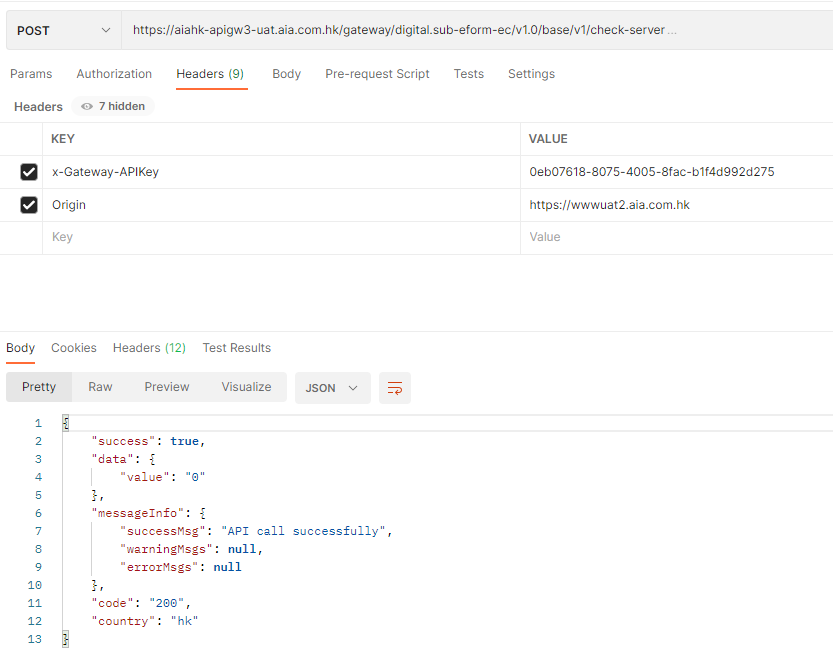 POST https://aiahk-apigw3-uat.aia.com.hk/gateway/digital.sub-eform-ec/v1.0/base/v1/check-server ...
Params Authorization Headers (9) Body Pre-request Script Tests Settings
Headers 7 hidden
KEY VALUE
x-Gateway-APIKey 0eb07618-8075-4005-8fac-b1f4d992d275
Origin https://wwwuat2.aia.com.hk
Key Value
Body Cookies Headers (12) Test Results
Pretty Raw Preview Visualize JSON
1 {
2 "success": true,
3 "data": {
4 "value": "0"
5 },
6 "messageInfo": {
7 "successMsg": "API call successfully",
8 "warningMsgs": null,
9 "errorMsgs": null
10 },
11 "code": "200",
12 "country": "hk"
13 }